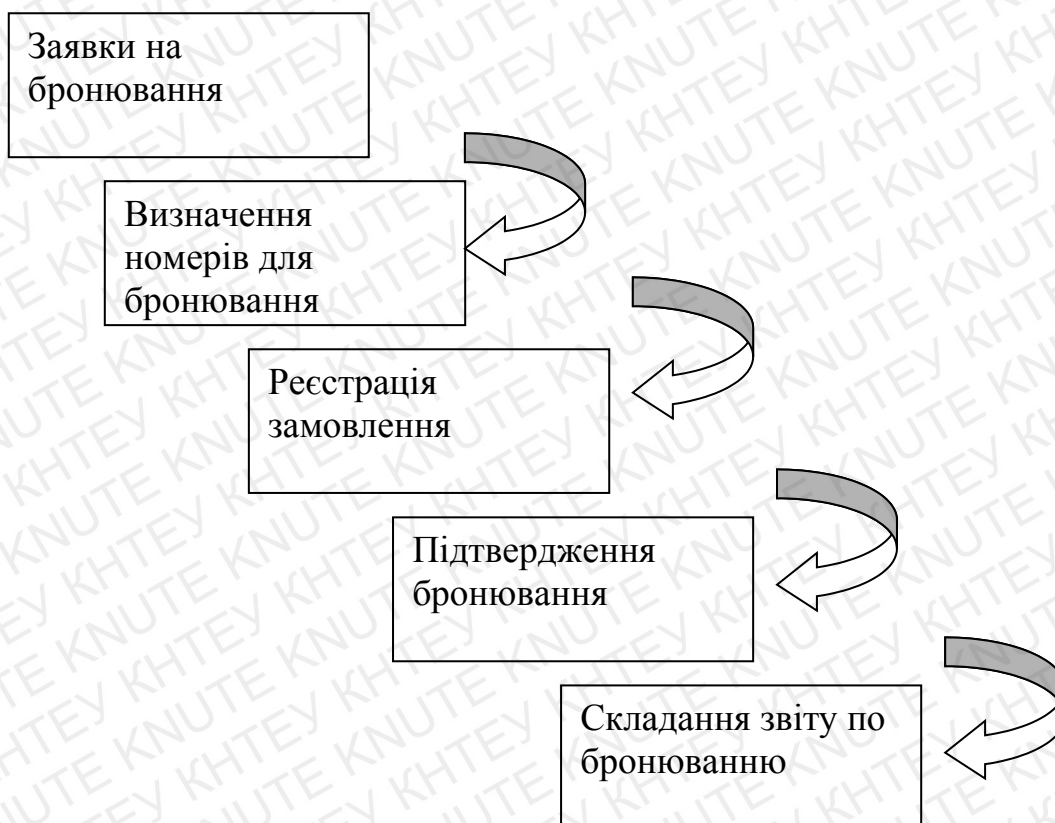 Заявки на
бронювання
Визначення
номерів для
бронювання
Реєстрація
замовлення
Підтвердження
бронювання
Складання звіту по
бронюванню